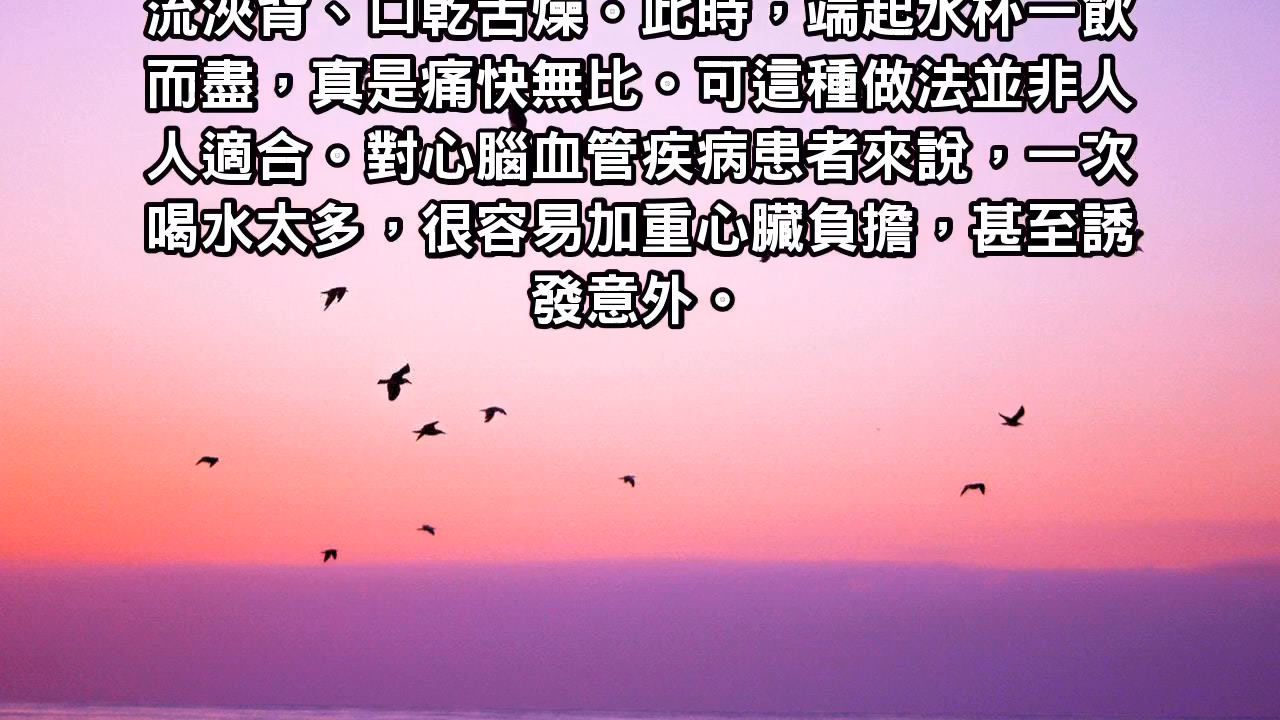 流浹背、口乾舌燥。此時，端起水杯一飲
而盡，真是痛快無比。可這種做法並非人
人適合。對心腦血管疾病患者來說，一次
喝水太多，很容易加重心臟負擔，甚至誘
發意外。